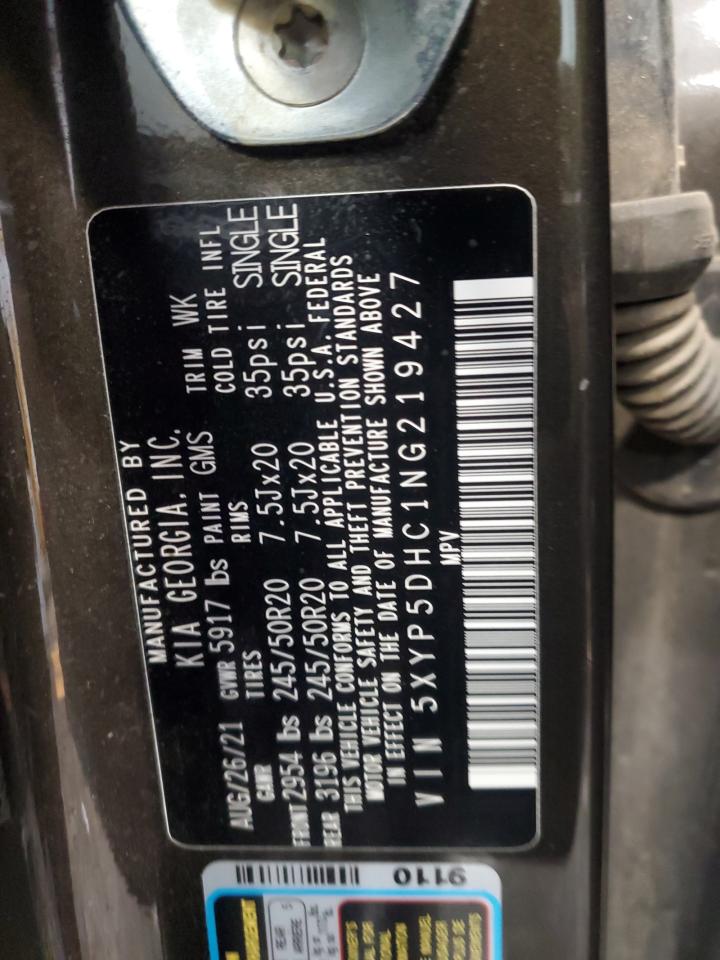 MANUFACTURED BY
KIA GEORGIA, INC.
AUG/26/21 GVWR 5917 lbs PAINT GMS TRIM WK
GAWR TIRES RIMS COLD TIRE INFL
FRONT 2954 lbs 245/50R20 7.5Jx20 35psi SINGLE
REAR 3196 lbs 245/50R20 7.5Jx20 35psi SINGLE
THIS VEHICLE CONFORMS TO ALL APPLICABLE U.S.A. FEDERAL
MOTOR VEHICLE SAFETY AND THEFT PREVENTION STANDARDS
IN EFFECT ON THE DATE OF MANUFACTURE SHOWN ABOVE
VIN 5XYP5DHC1NG219427
MPV
9110
REAR
ARRIERE